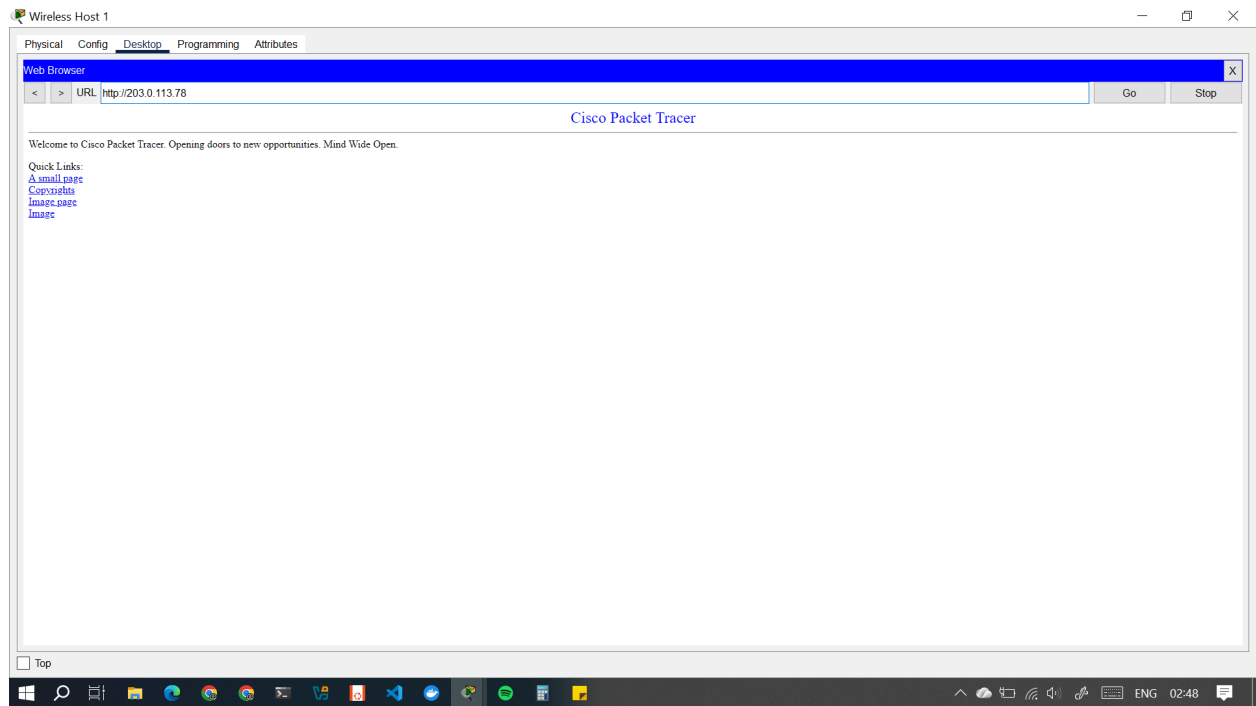 Wireless Host 1
Physical Config Desktop Programming Attributes
Web Browser X
< > URL http://203.0.113.78 Go Stop
Cisco Packet Tracer
Welcome to Cisco Packet Tracer. Opening doors to new opportunities. Mind Wide Open.
Quick Links:
A small page
Copyrights
Image page
Image
Top
ENG 02:48